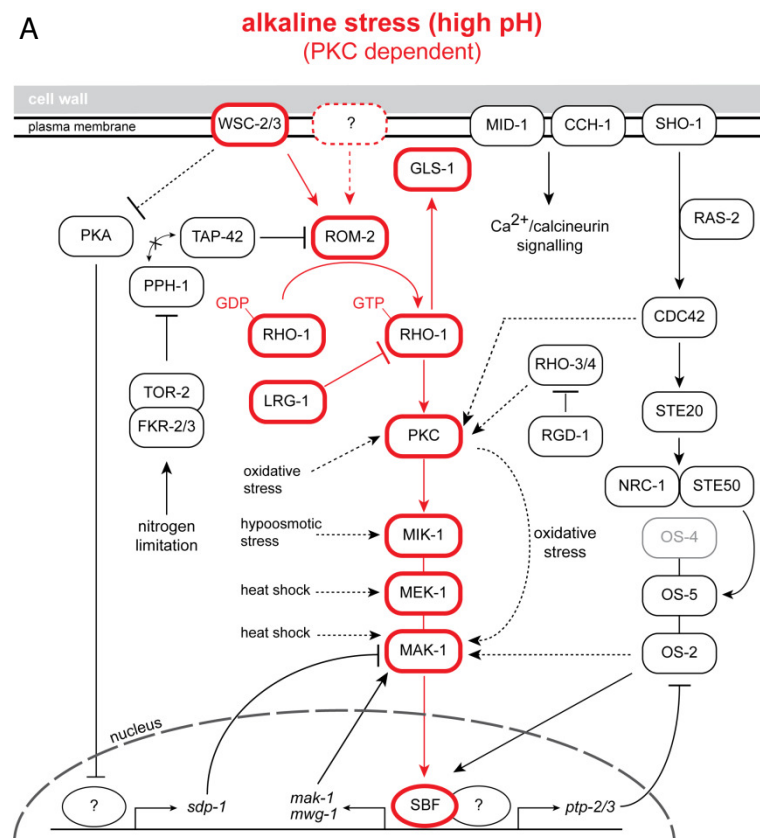 A
alkaline stress (high pH)
(PKC dependent)
cell wall
plasma membrane
WSC-2/3
?
MID-1
CCH-1
SHO-1
GLS-1
PKA
TAP-42
ROM-2
Ca2+/calcineurin
signalling
RAS-2
PPH-1
GDP
RHO-1
GTP
RHO-1
CDC42
LRG-1
RHO-3/4
TOR-2
FKR-2/3
PKC
RGD-1
STE20
oxidative
stress
NRC-1
STE50
nitrogen
limitation
hypoosmotic
stress
MIK-1
oxidative
stress
OS-4
heat shock
MEK-1
OS-5
heat shock
MAK-1
OS-2
nucleus
?
sdp-1
mak-1
mwg-1
SBF
?
ptp-2/3